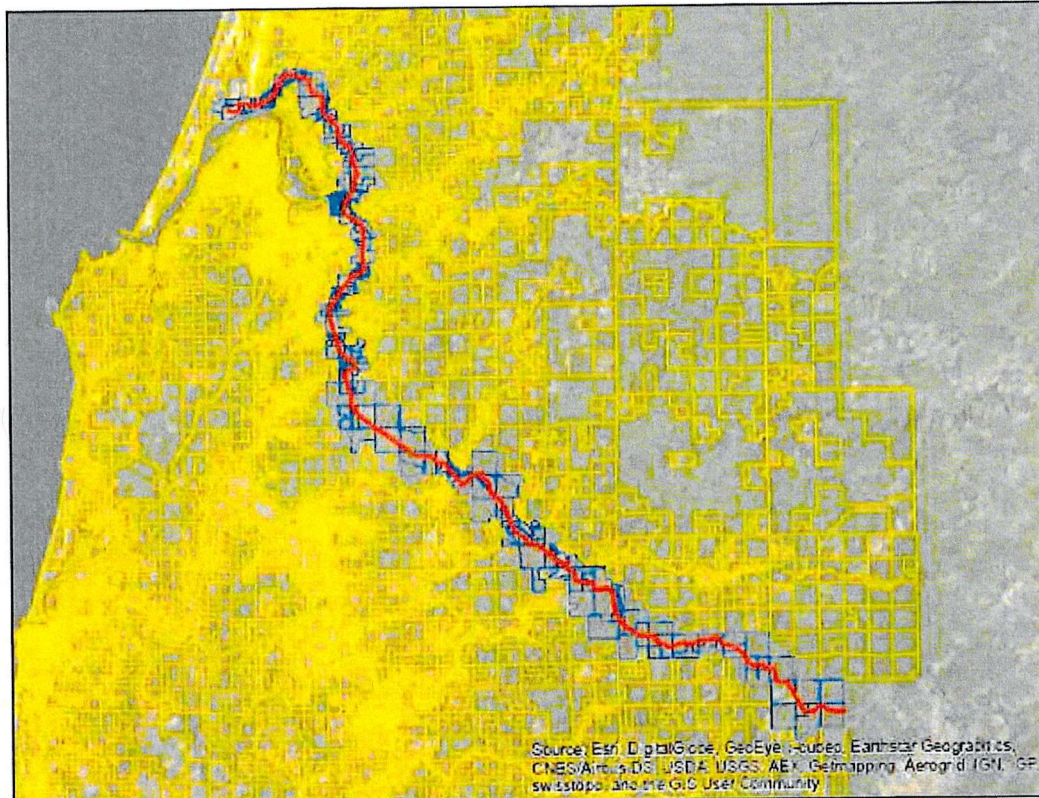 Source: Esri, DigitalGlobe, GeoEye, i-cubed, Earthstar Geographics,
CNES/Airbus DS, USDA, USGS, AEX, Getmapping, Aerogrid, IGN, IGP,
swisstopo, and the GIS User Community